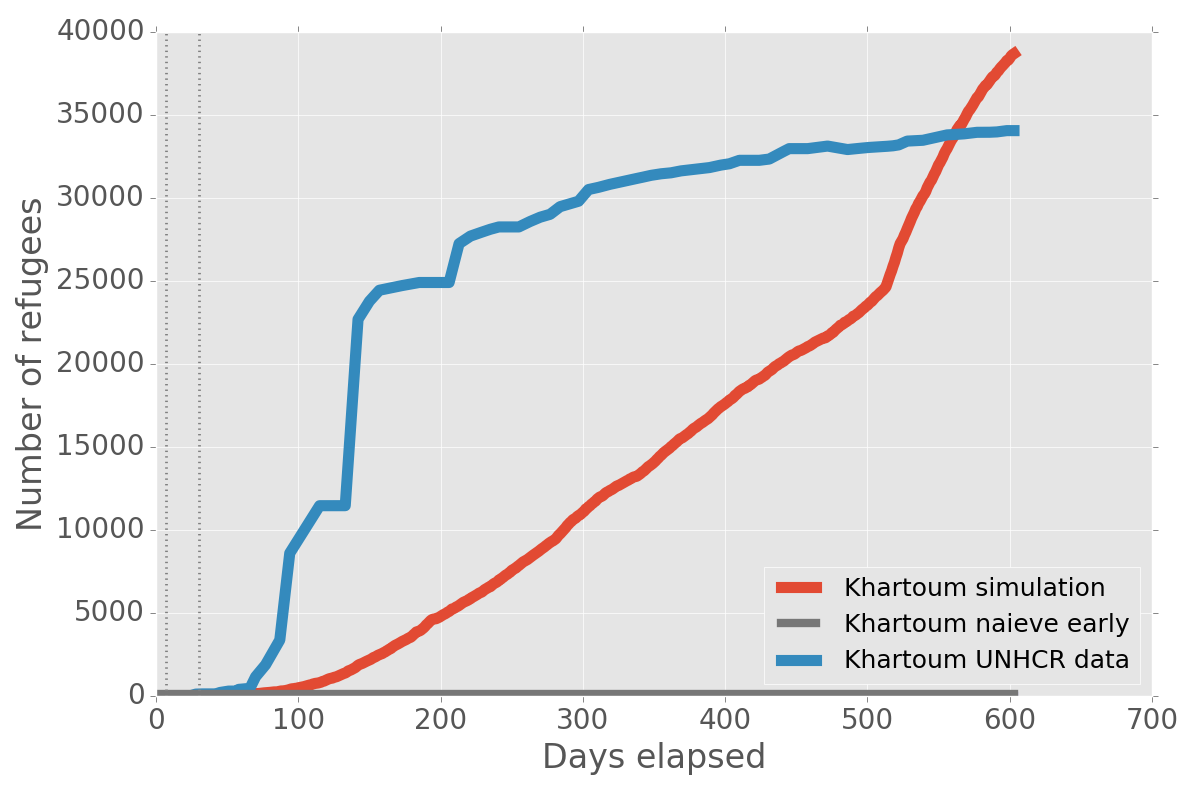 40000
35000
30000
25000
20000
15000
10000
5000
0
Number of refugees
0 100 200 300 400 500 600 700
Days elapsed
Khartoum simulation
Khartoum naieve early
Khartoum UNHCR data